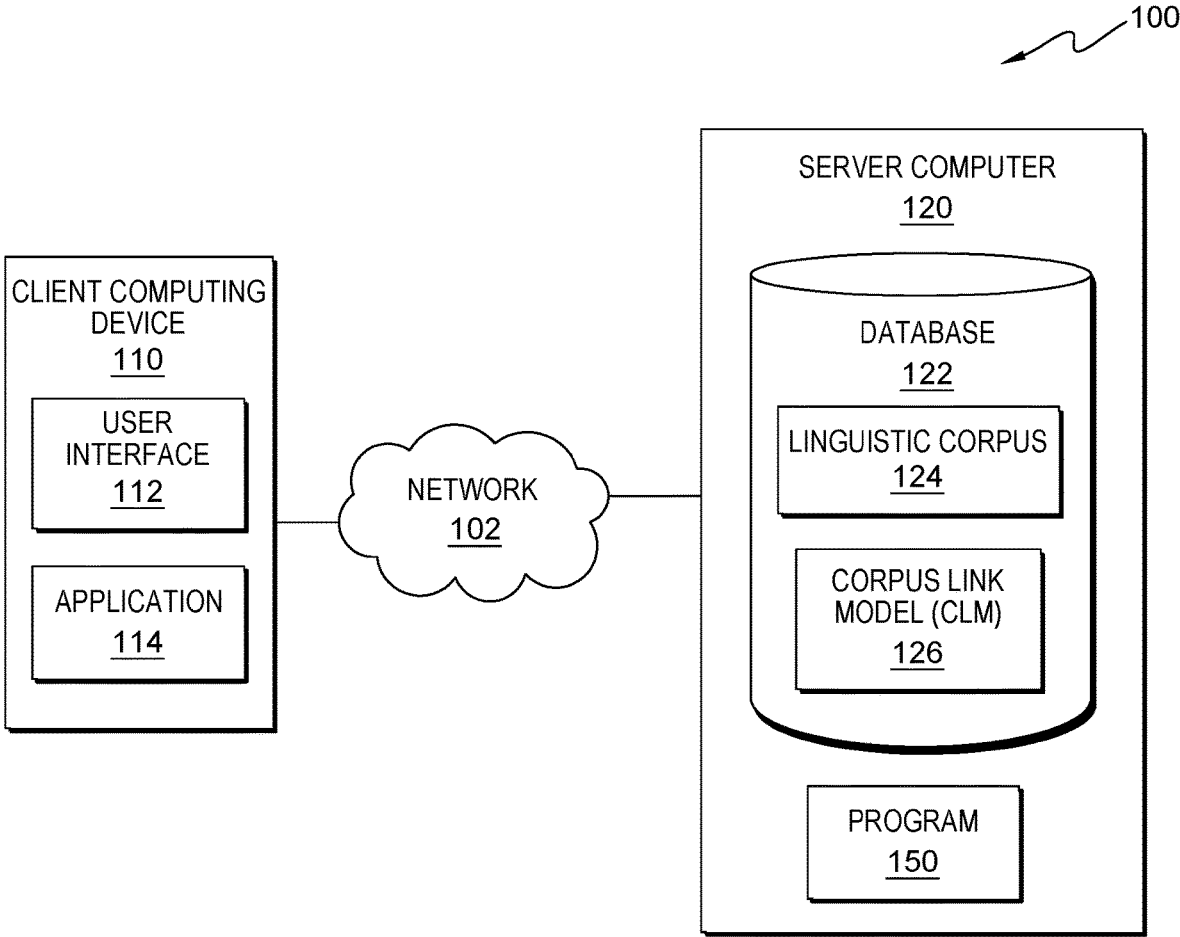 100
SERVER COMPUTER
120
DATABASE
122
LINGUISTIC CORPUS
124
CORPUS LINK
MODEL (CLM)
126
PROGRAM
150
CLIENT COMPUTING
DEVICE
110
USER
INTERFACE
112
APPLICATION
114
NETWORK
102